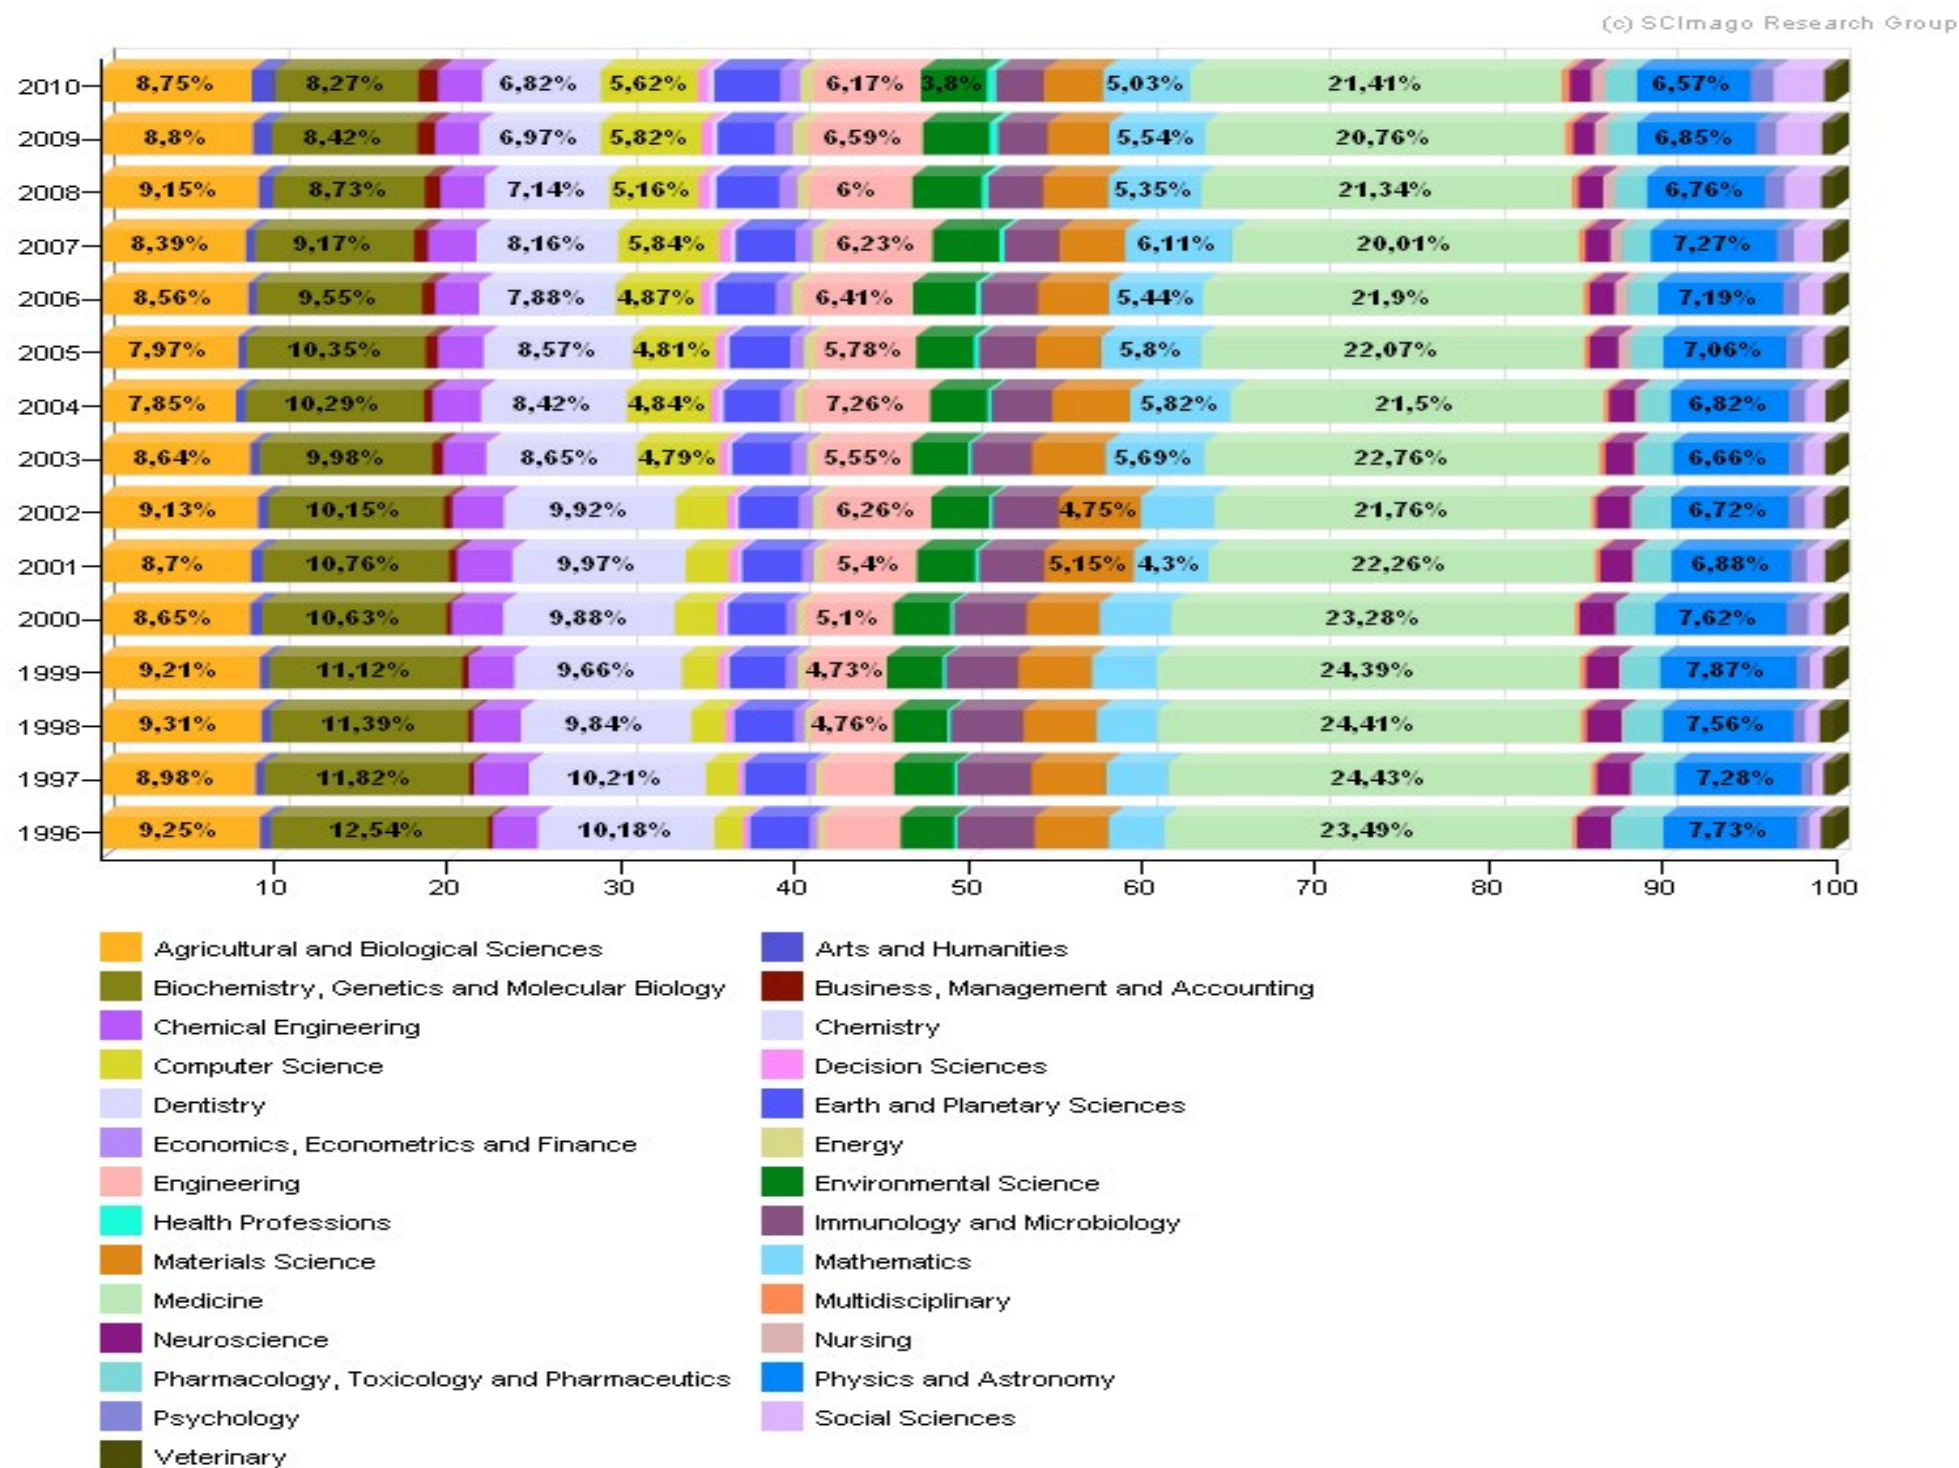 (c) SCImago Research Group
2010 8,75% 8,27% 6,82% 5,62% 6,17% 3,8% 5,03% 21,41% 6,57%
2009 8,8% 8,42% 6,97% 5,82% 6,59% 5,54% 20,76% 6,85%
2008 9,15% 8,73% 7,14% 5,16% 6% 5,35% 21,34% 6,76%
2007 8,39% 9,17% 8,16% 5,84% 6,23% 6,11% 20,01% 7,27%
2006 8,56% 9,55% 7,88% 4,87% 6,41% 5,44% 21,9% 7,19%
2005 7,97% 10,35% 8,57% 4,81% 5,78% 5,8% 22,07% 7,06%
2004 7,85% 10,29% 8,42% 4,84% 7,26% 5,82% 21,5% 6,82%
2003 8,64% 9,98% 8,65% 4,79% 5,55% 5,69% 22,76% 6,66%
2002 9,13% 10,15% 9,92% 6,26% 4,75% 21,76% 6,72%
2001 8,7% 10,76% 9,97% 5,4% 5,15% 4,3% 22,26% 6,88%
2000 8,65% 10,63% 9,88% 5,1% 23,28% 7,62%
1999 9,21% 11,12% 9,66% 4,73% 24,39% 7,87%
1998 9,31% 11,39% 9,84% 4,76% 24,41% 7,56%
1997 8,98% 11,82% 10,21% 24,43% 7,28%
1996 9,25% 12,54% 10,18% 23,49% 7,73%
10 20 30 40 50 60 70 80 90 100
Agricultural and Biological Sciences Arts and Humanities
Biochemistry, Genetics and Molecular Biology Business, Management and Accounting
Chemical Engineering Chemistry
Computer Science Decision Sciences
Dentistry Earth and Planetary Sciences
Economics, Econometrics and Finance Energy
Engineering Environmental Science
Health Professions Immunology and Microbiology
Materials Science Mathematics
Medicine Multidisciplinary
Neuroscience Nursing
Pharmacology, Toxicology and Pharmaceutics Physics and Astronomy
Psychology Social Sciences
Veterinary